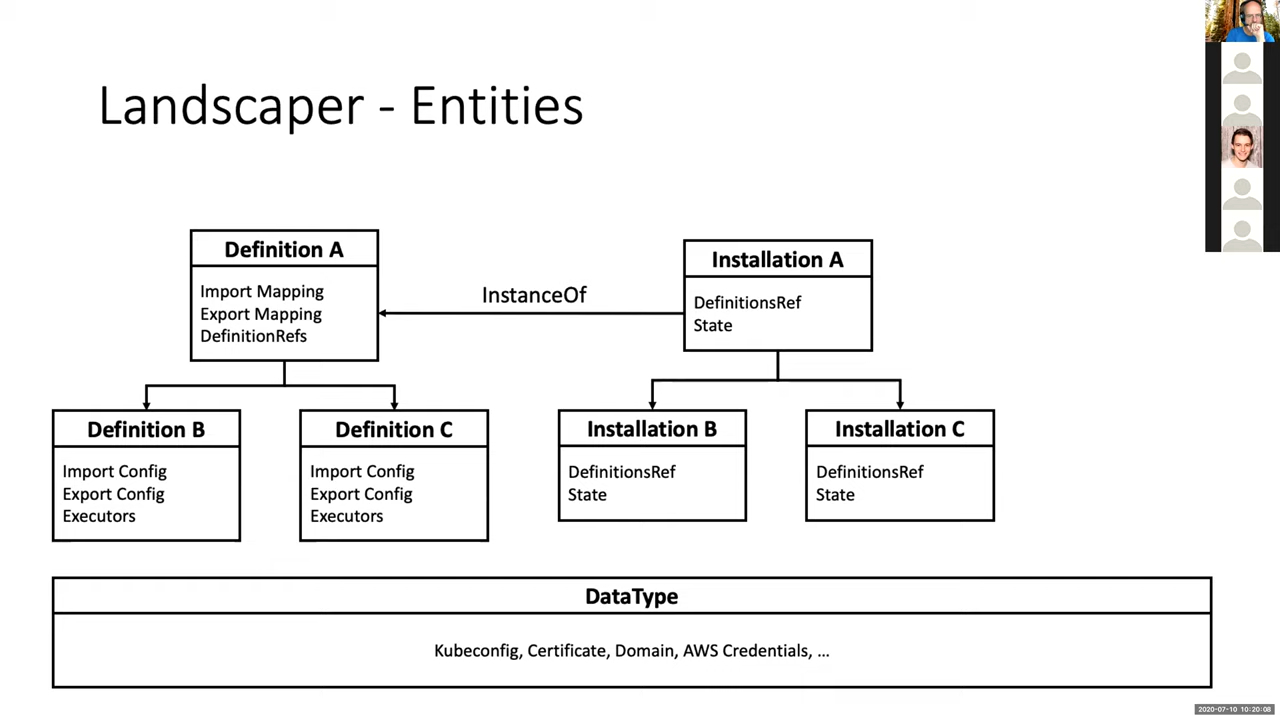 Landscaper - Entities
Definition A
Import Mapping
Export Mapping
DefinitionRefs
InstanceOf
Installation A
DefinitionsRef
State
Definition B
Import Config
Export Config
Executors
Definition C
Import Config
Export Config
Executors
Installation B
DefinitionsRef
State
Installation C
DefinitionsRef
State
DataType
Kubeconfig, Certificate, Domain, AWS Credentials, ...
2020-07-10 10:20:08